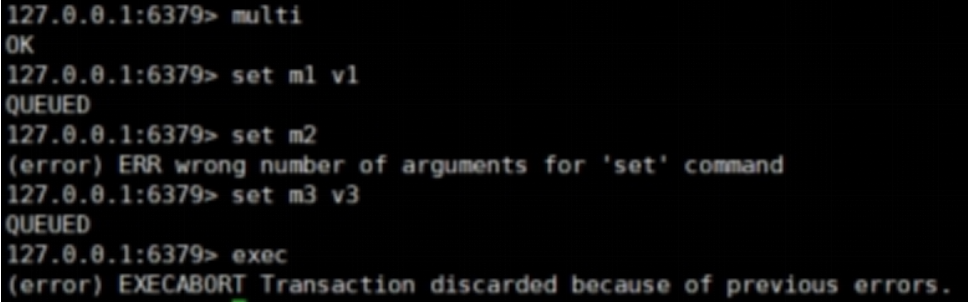 127.0.0.1:6379> multi
OK
127.0.0.1:6379> set m1 v1
QUEUED
127.0.0.1:6379> set m2
(error) ERR wrong number of arguments for 'set' command
127.0.0.1:6379> set m3 v3
QUEUED
127.0.0.1:6379> exec
(error) EXECABORT Transaction discarded because of previous errors.